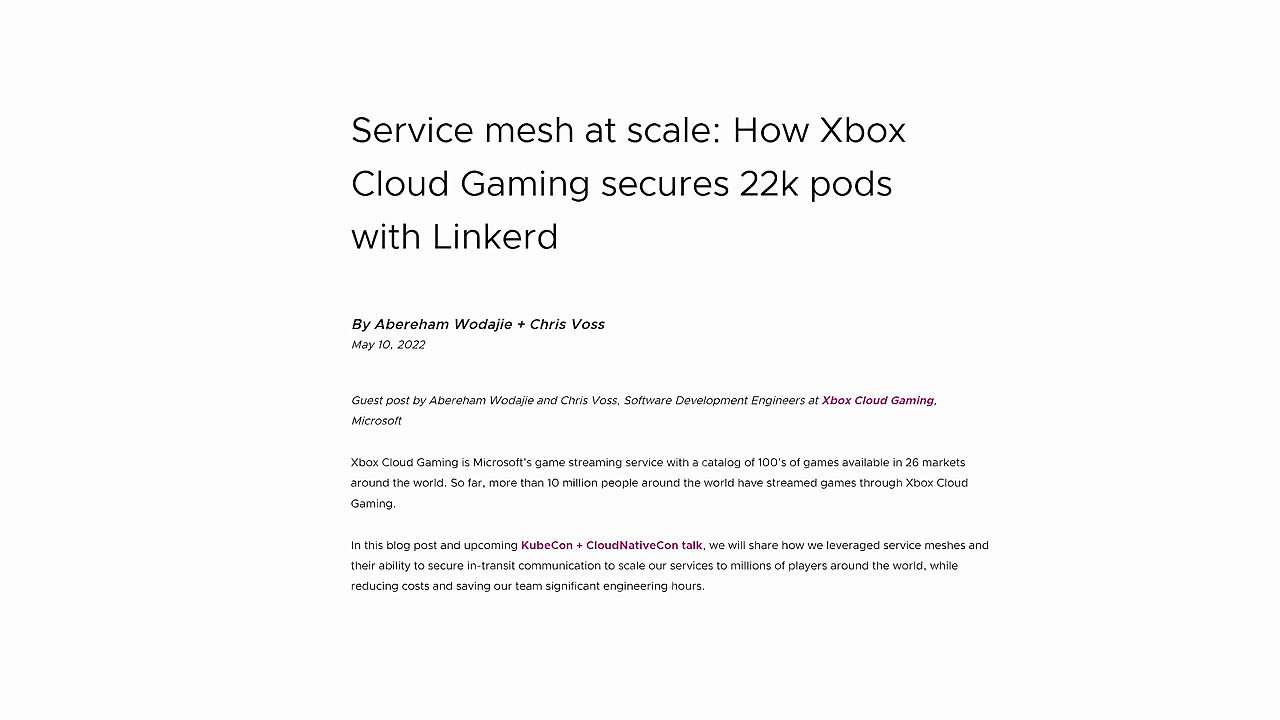 Service mesh at scale: How Xbox
Cloud Gaming secures 22k pods
with Linkerd
By Abereham Wodajie + Chris Voss
May 10, 2022
Guest post by Abereham Wodajie and Chris Voss, Software Development Engineers at Xbox Cloud Gaming,
Microsoft
Xbox Cloud Gaming is Microsoft's game streaming service with a catalog of 100's of games available in 26 markets
around the world. So far, more than 10 million people around the world have streamed games through Xbox Cloud
Gaming.
In this blog post and upcoming KubeCon + CloudNativeCon talk, we will share how we leveraged service meshes and
their ability to secure in-transit communication to scale our services to millions of players around the world, while
reducing costs and saving our team significant engineering hours.